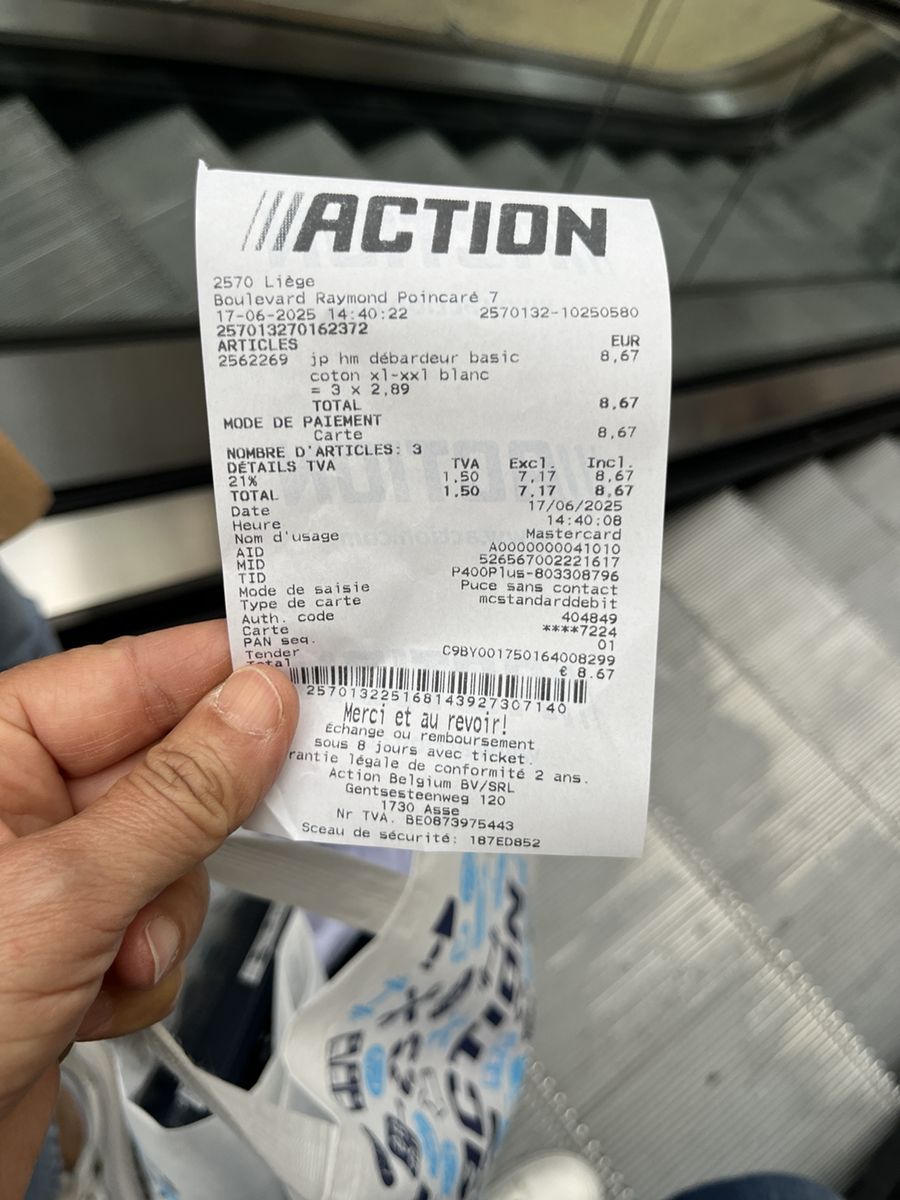 ACTION
2570 Liège
Boulevard Raymond Poincaré 7
17-06-2025 14:40:22 2570132-10250580
257013270162372
ARTICLES EUR
2562269 jp hm débardeur basic 8,67
coton xl-xxl blanc
= 3 x 2,89
TOTAL 8,67
MODE DE PAIEMENT
Carte 8,67
NOMBRE D'ARTICLES: 3
DÉTAILS TVA TVA Excl. Incl.
21% 1,50 7,17 8,67
TOTAL 1,50 7,17 8,67
Date 17/06/2025
Heure 14:40:08
Nom d'usage Mastercard
AID A0000000041010
MID 526567002221617
TID P400Plus-803308796
Mode de saisie Puce sans contact
Type de carte mcstandarddebit
Auth. code 404849
Carte ****7224
PAN seq. 01
Tender C9BY001750164008299
Total € 8.67
257013225168143927307140
Merci et au revoir!
Échange ou remboursement
sous 8 jours avec ticket.
rantie légale de conformité 2 ans.
Action Belgium BV/SRL
Gentsesteenweg 120
1730 Asse
Nr TVA. BE0873975443
Sceau de sécurité: 187ED852